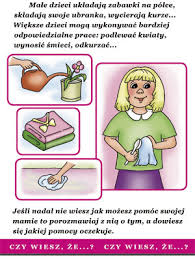 Małe dzieci układają zabawki na półce,
składają swoje ubranka, wycierają kurze...
Większe dzieci mogą wykonywać bardziej
odpowiedzialne prace: podlewać kwiaty,
wynosić śmieci, odkurzać...
Jeśli nadal nie wiesz jak możesz pomóc swojej
mamie to porozmawiaj z nią o tym, a dowiesz
się jakiej pomocy oczekuje.
CZY WIESZ, ŻE...? CZY WIESZ, ŻE...?